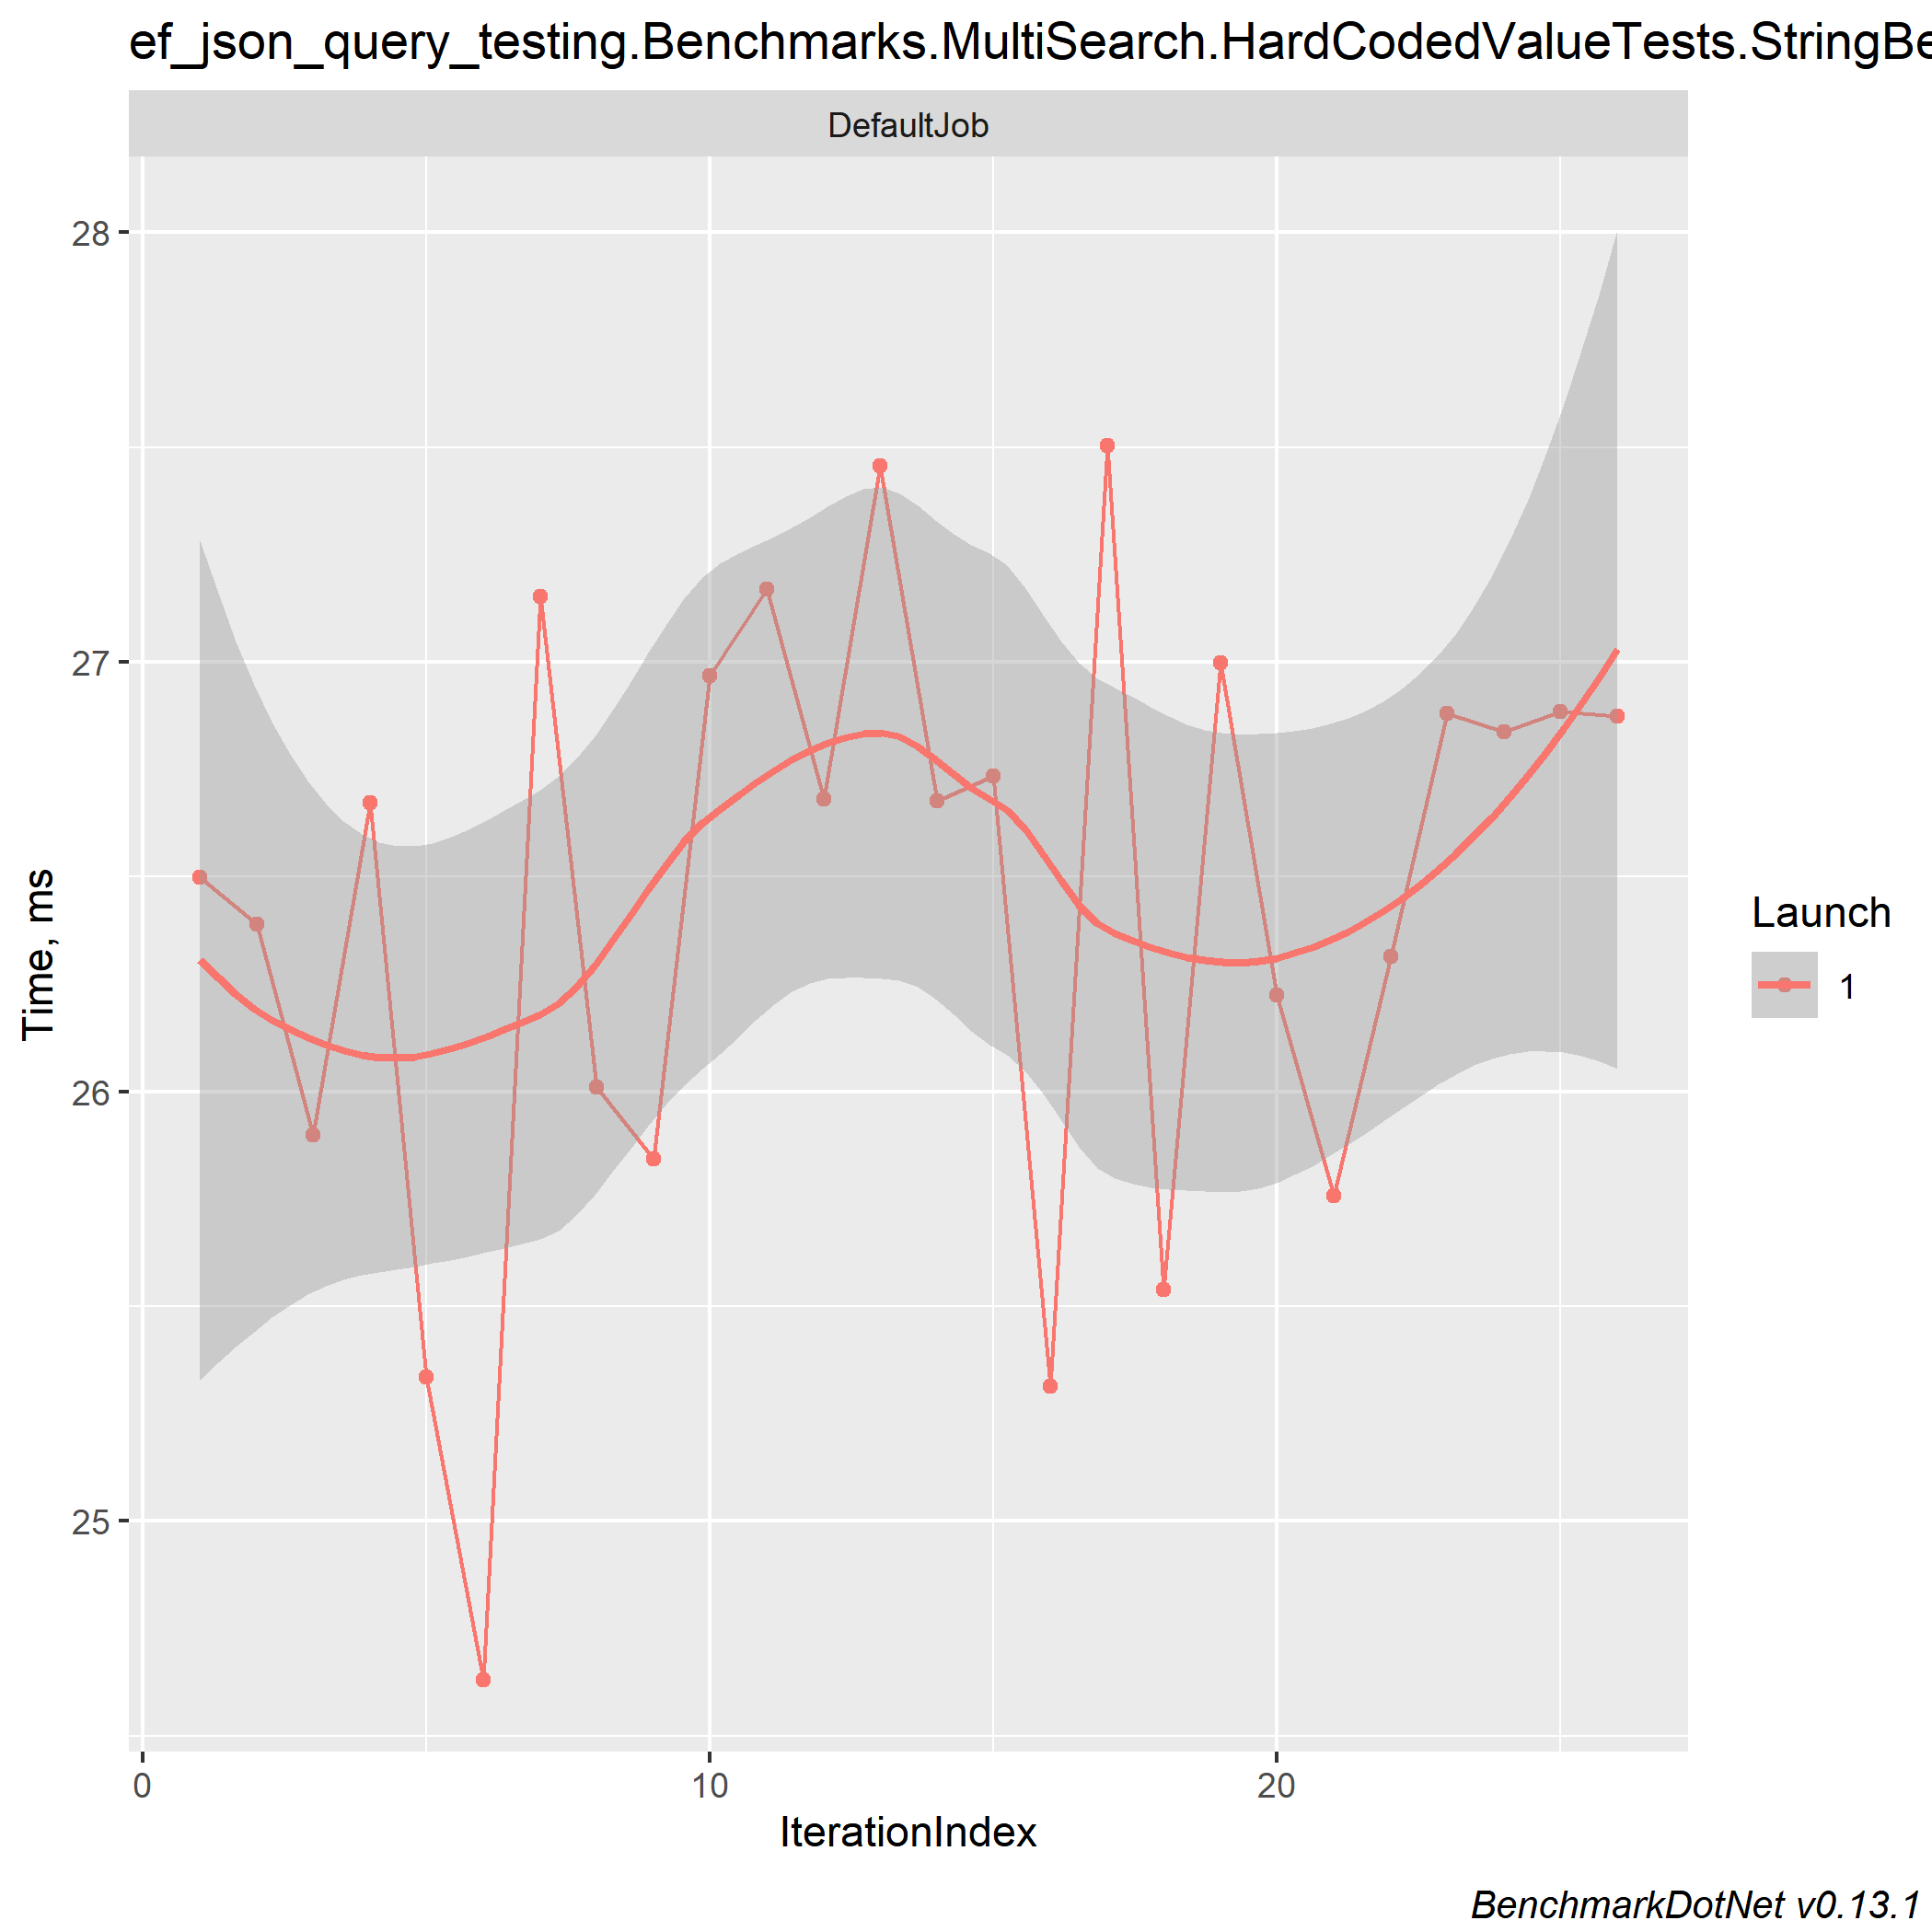 ef_json_query_testing.Benchmarks.MultiSearch.HardCodedValueTests.StringBe
DefaultJob
28
27
26
25
Time, ms
0 10 20
IterationIndex
Launch
1
BenchmarkDotNet v0.13.1